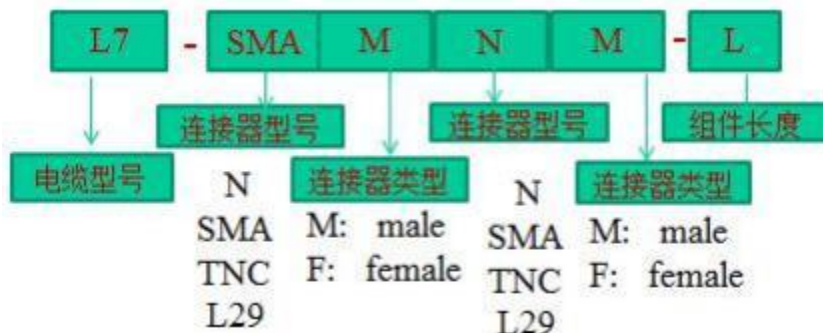 L7 - SMA M N M - L
连接器型号 连接器型号 组件长度
电缆型号 连接器类型 连接器类型
N N
SMA M: male SMA M: male
TNC F: female TNC F: female
L29 L29